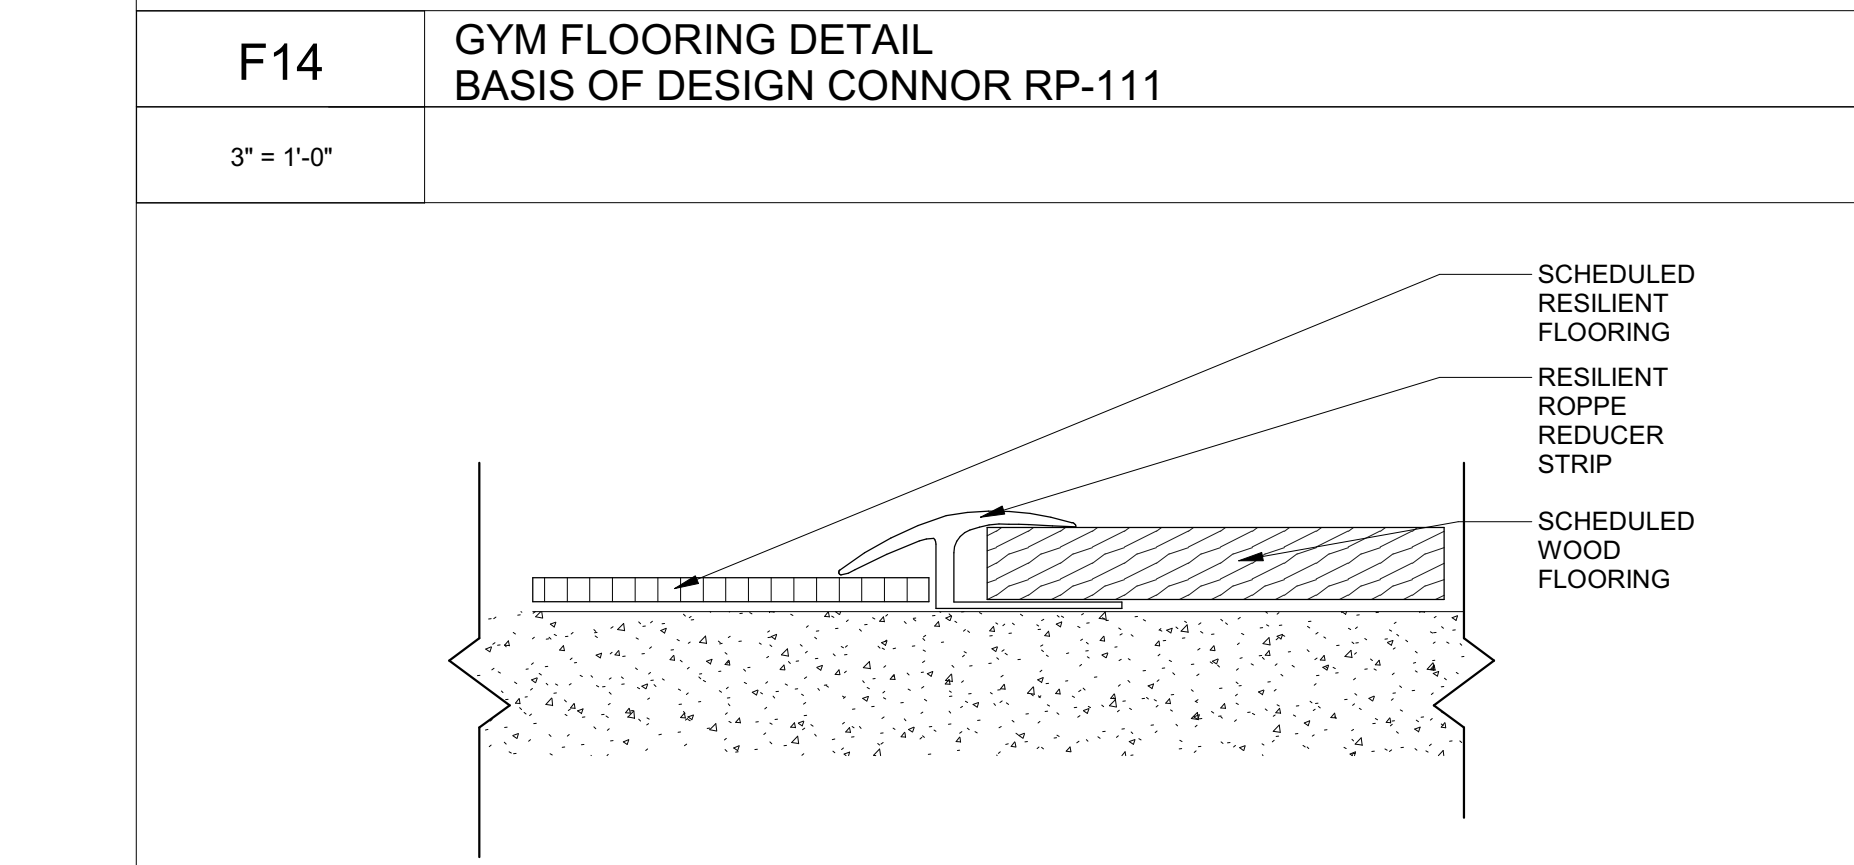 F14
GYM FLOORING DETAIL
BASIS OF DESIGN CONNOR RP-111
3" = 1'-0"
SCHEDULED
RESILIENT
FLOORING
RESILIENT
ROPPE
REDUCER
STRIP
SCHEDULED
WOOD
FLOORING